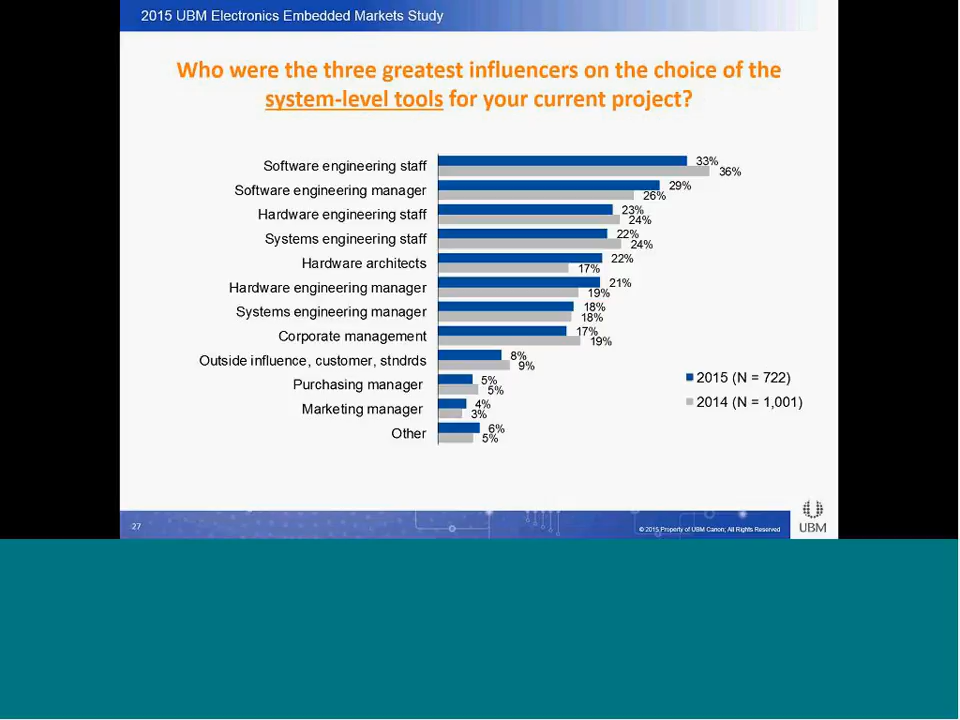 2015 UBM Electronics Embedded Markets Study
Who were the three greatest influencers on the choice of the
system-level tools for your current project?
Software engineering staff 33% 36%
Software engineering manager 29% 26%
Hardware engineering staff 23% 24%
Systems engineering staff 22% 24%
Hardware architects 22% 17%
Hardware engineering manager 21% 19%
Systems engineering manager 18% 18%
Corporate management 17% 19%
Outside influence, customer, stndrds 8% 9%
Purchasing manager 5% 5%
Marketing manager 4% 3%
Other 6% 5%
2015 (N = 722)
2014 (N = 1,001)
27
© 2015 Property of UBM Canon; All Rights Reserved
UBM